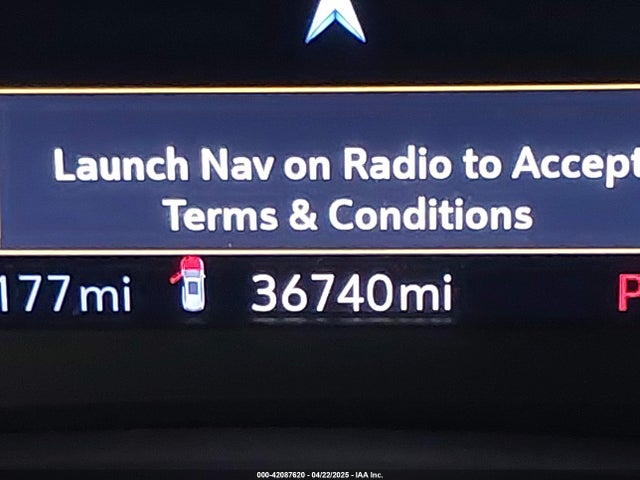 Launch Nav on Radio to Accept
Terms & Conditions
177mi 36740mi P
000-42087620 - 04/22/2025 - IAA Inc.